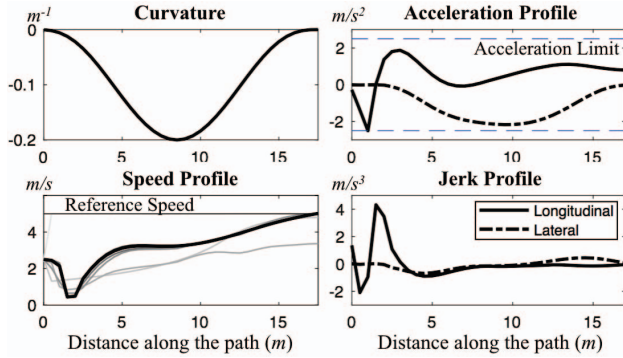 Curvature
m⁻¹
0
-0.1
-0.2
0 5 10 15
Acceleration Profile
m/s²
Acceleration Limit
2
0
-2
0 5 10 15
Speed Profile
m/s
Reference Speed
4
2
0
0 5 10 15
Distance along the path (m)
Jerk Profile
m/s³
Longitudinal
Lateral
4
2
0
-2
0 5 10 15
Distance along the path (m)